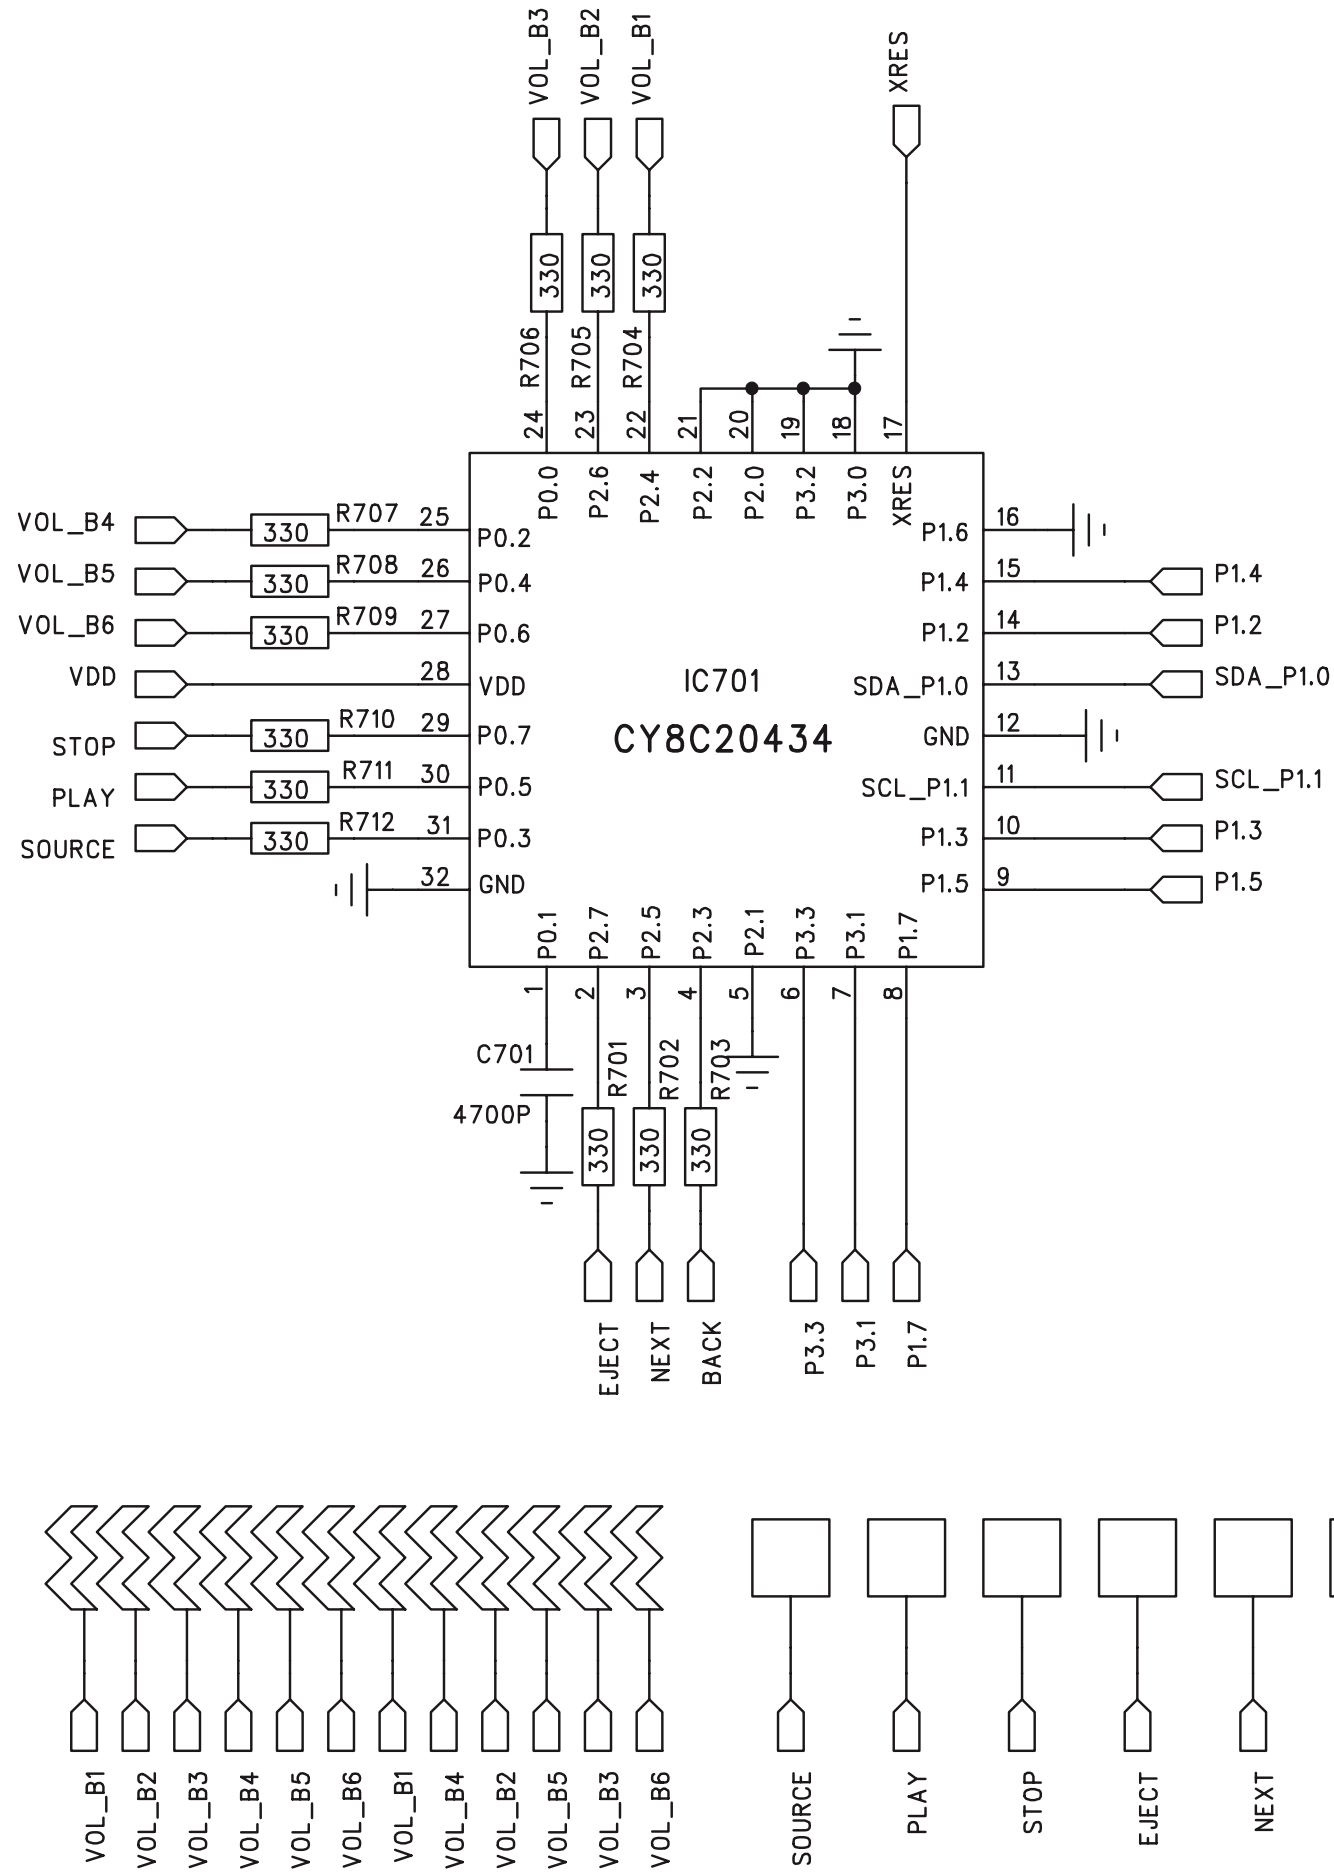 VOL_B3
VOL_B2
VOL_B1
XRES
330
330
330
R706
R705
R704
24
23
22
21
20
19
18
17
P0.0
P2.6
P2.4
P2.2
P2.0
P3.2
P3.0
XRES
VOL_B4
330
R707
25
P0.2
VOL_B5
330
R708
26
P0.4
VOL_B6
330
R709
27
P0.6
VDD
28
VDD
STOP
330
R710
29
P0.7
PLAY
330
R711
30
P0.5
SOURCE
330
R712
31
P0.3
32
GND
IC701
CY8C20434
P1.6
16
P1.4
15
P1.4
P1.2
14
P1.2
SDA_P1.0
13
SDA_P1.0
GND
12
SCL_P1.1
11
SCL_P1.1
P1.3
10
P1.3
P1.5
9
P1.5
P0.1
P2.7
P2.5
P2.3
P2.1
P3.3
P3.1
P1.7
1
2
3
4
5
6
7
8
C701
4700P
R701
R702
R703
330
330
330
EJECT
NEXT
BACK
P3.3
P3.1
P1.7
VOL_B1
VOL_B2
VOL_B3
VOL_B4
VOL_B5
VOL_B6
VOL_B1
VOL_B4
VOL_B2
VOL_B5
VOL_B3
VOL_B6
SOURCE
PLAY
STOP
EJECT
NEXT